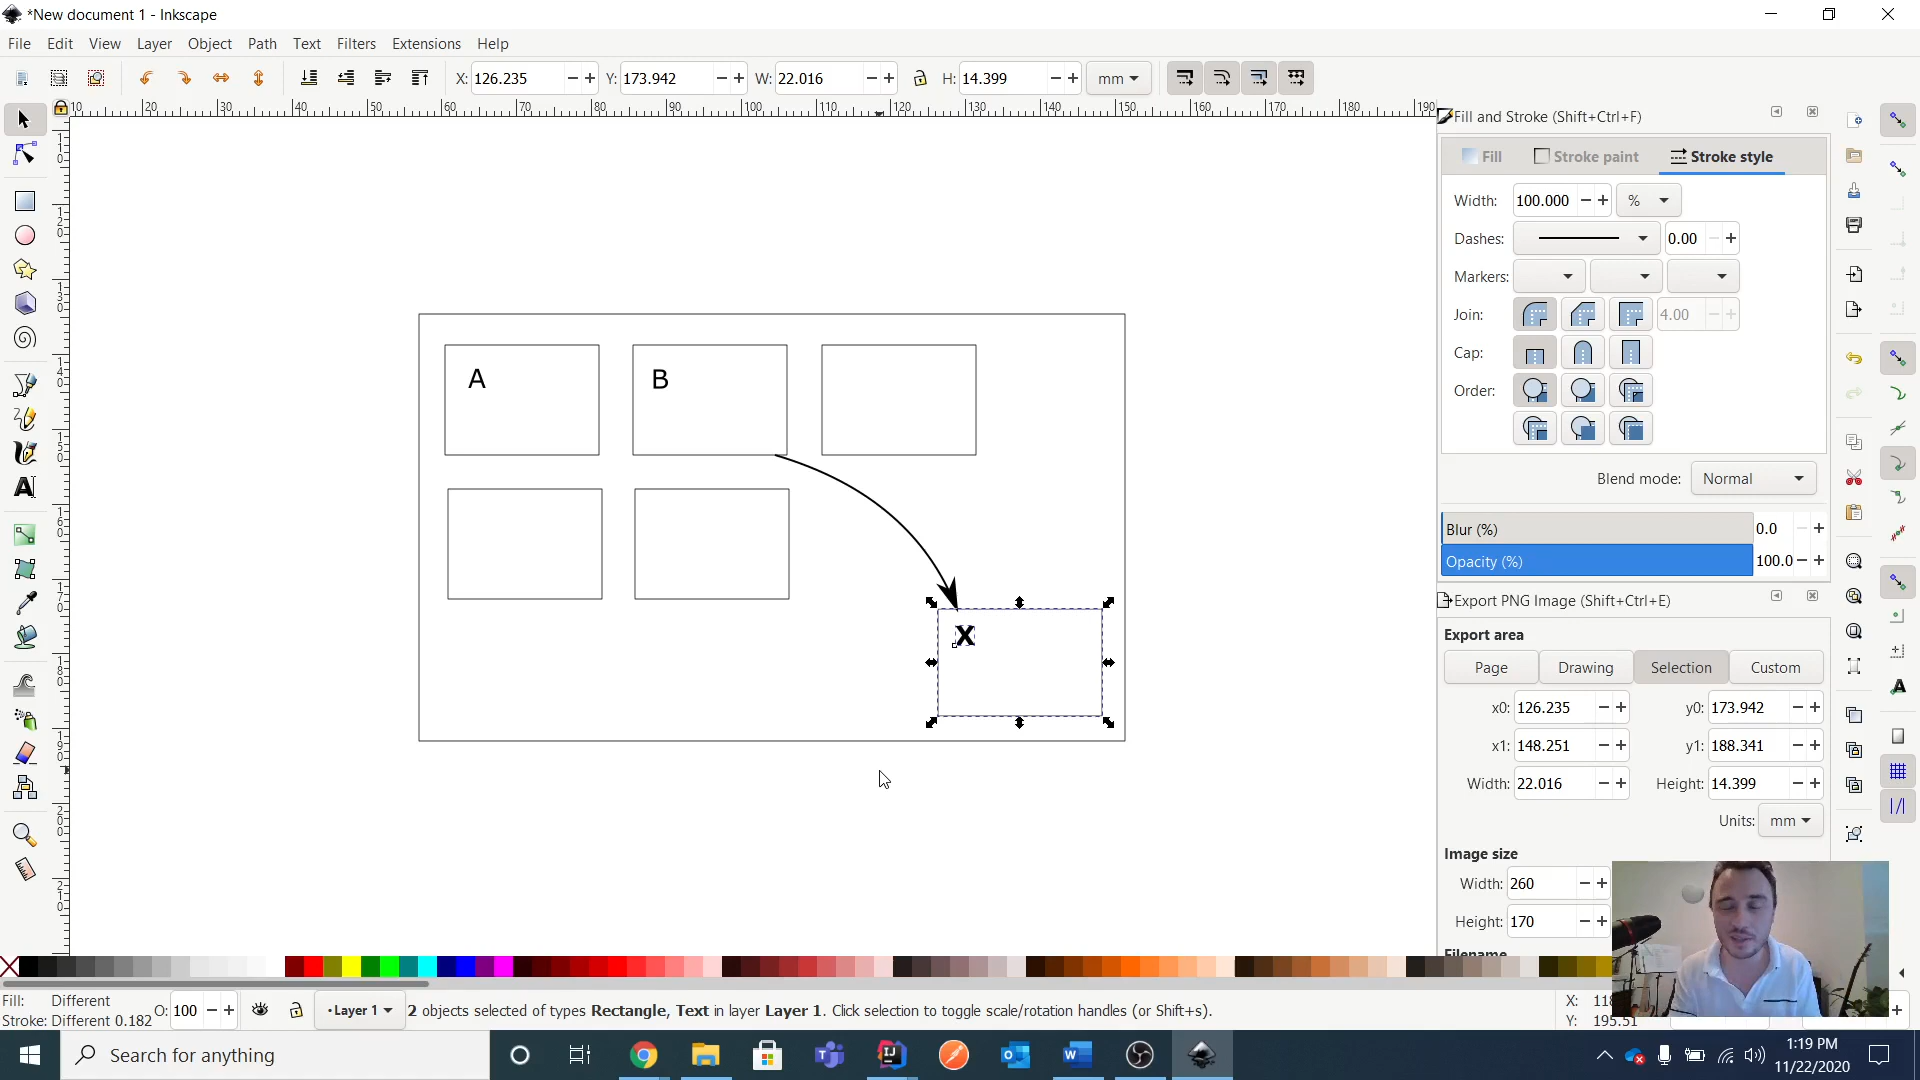 *New document 1 - Inkscape
File Edit View Layer Object Path Text Filters Extensions Help
X: 126.235 Y: 173.942 W: 22.016 H: 14.399 mm
Fill and Stroke (Shift+Ctrl+F)
Fill Stroke paint Stroke style
Width: 100.000 %
Dashes: 0.00
Markers:
Join: 4.00
Cap:
Order:
Blend mode: Normal
Blur (%) 0.0
Opacity (%) 100.0
Export PNG Image (Shift+Ctrl+E)
Export area
Page Drawing Selection Custom
x0: 126.235 y0: 173.942
x1: 148.251 y1: 188.341
Width: 22.016 Height: 14.399
Units: mm
Image size
Width: 260
Height: 170
A B
X
Fill: Different
Stroke: Different 0.182
O: 100
Layer 1
2 objects selected of types Rectangle, Text in layer Layer 1. Click selection to toggle scale/rotation handles (or Shift+s).
Y: 195.51
Search for anything
1:19 PM
11/22/2020